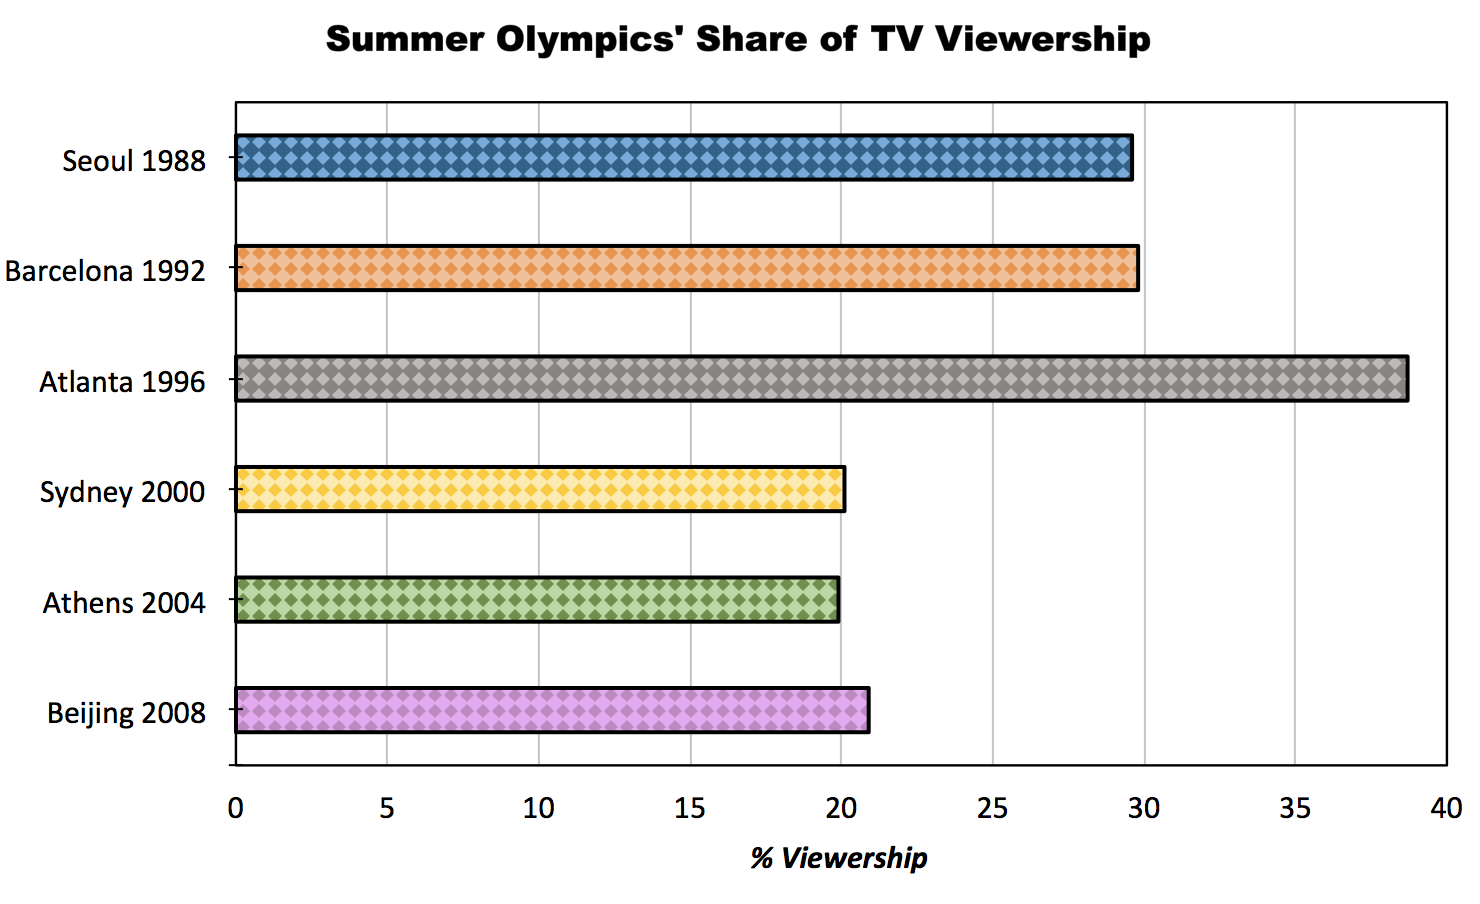 Summer Olympics' Share of TV Viewership
Seoul 1988
Barcelona 1992
Atlanta 1996
Sydney 2000
Athens 2004
Beijing 2008
0 5 10 15 20 25 30 35 40
% Viewership